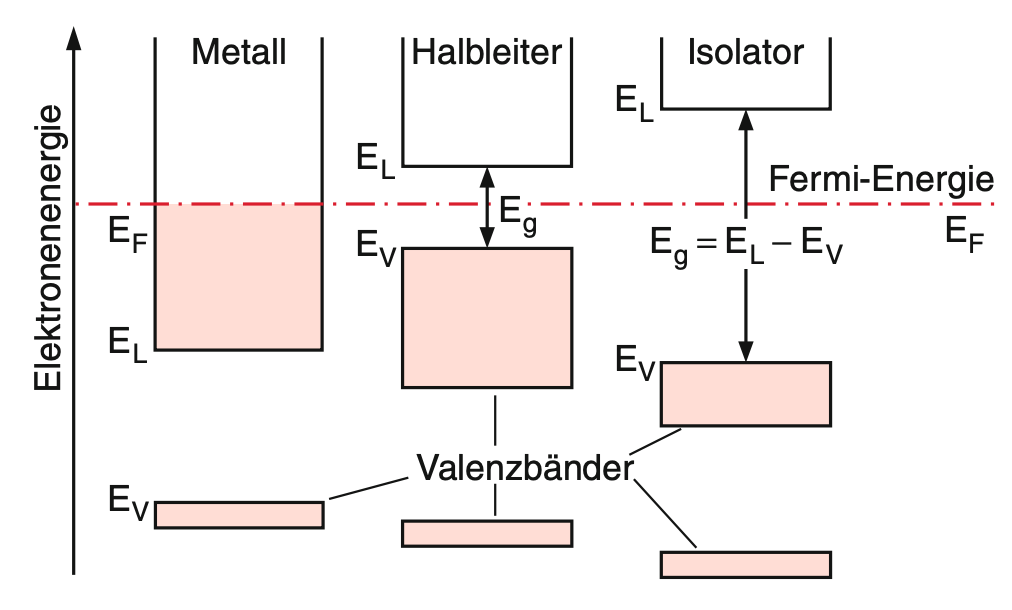 Metall
Halbleiter
Isolator
Elektronenenergie
E_L
E_L
Fermi-Energie
E_F
E_g
E_V
E_g = E_L − E_V
E_F
E_L
E_V
Valenzbänder
E_V